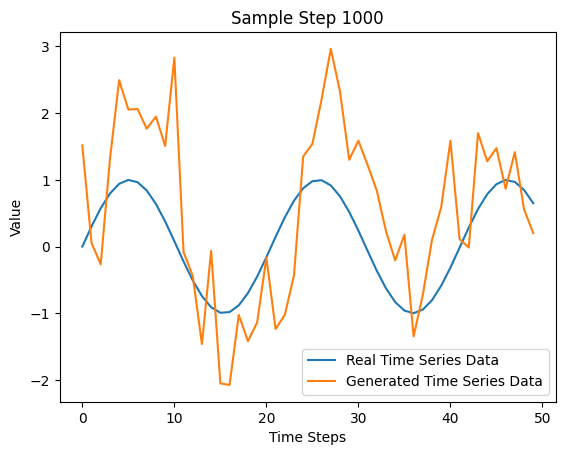 Sample Step 1000
Value
3
2
1
0
−1
−2
0
10
20
30
40
50
Time Steps
Real Time Series Data
Generated Time Series Data